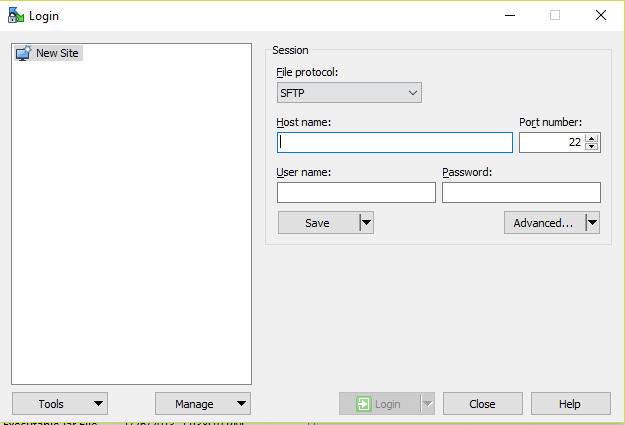 Login
New Site
Session
File protocol:
SFTP
Host name:
Port number:
22
User name:
Password:
Save
Advanced...
Tools
Manage
Login
Close
Help